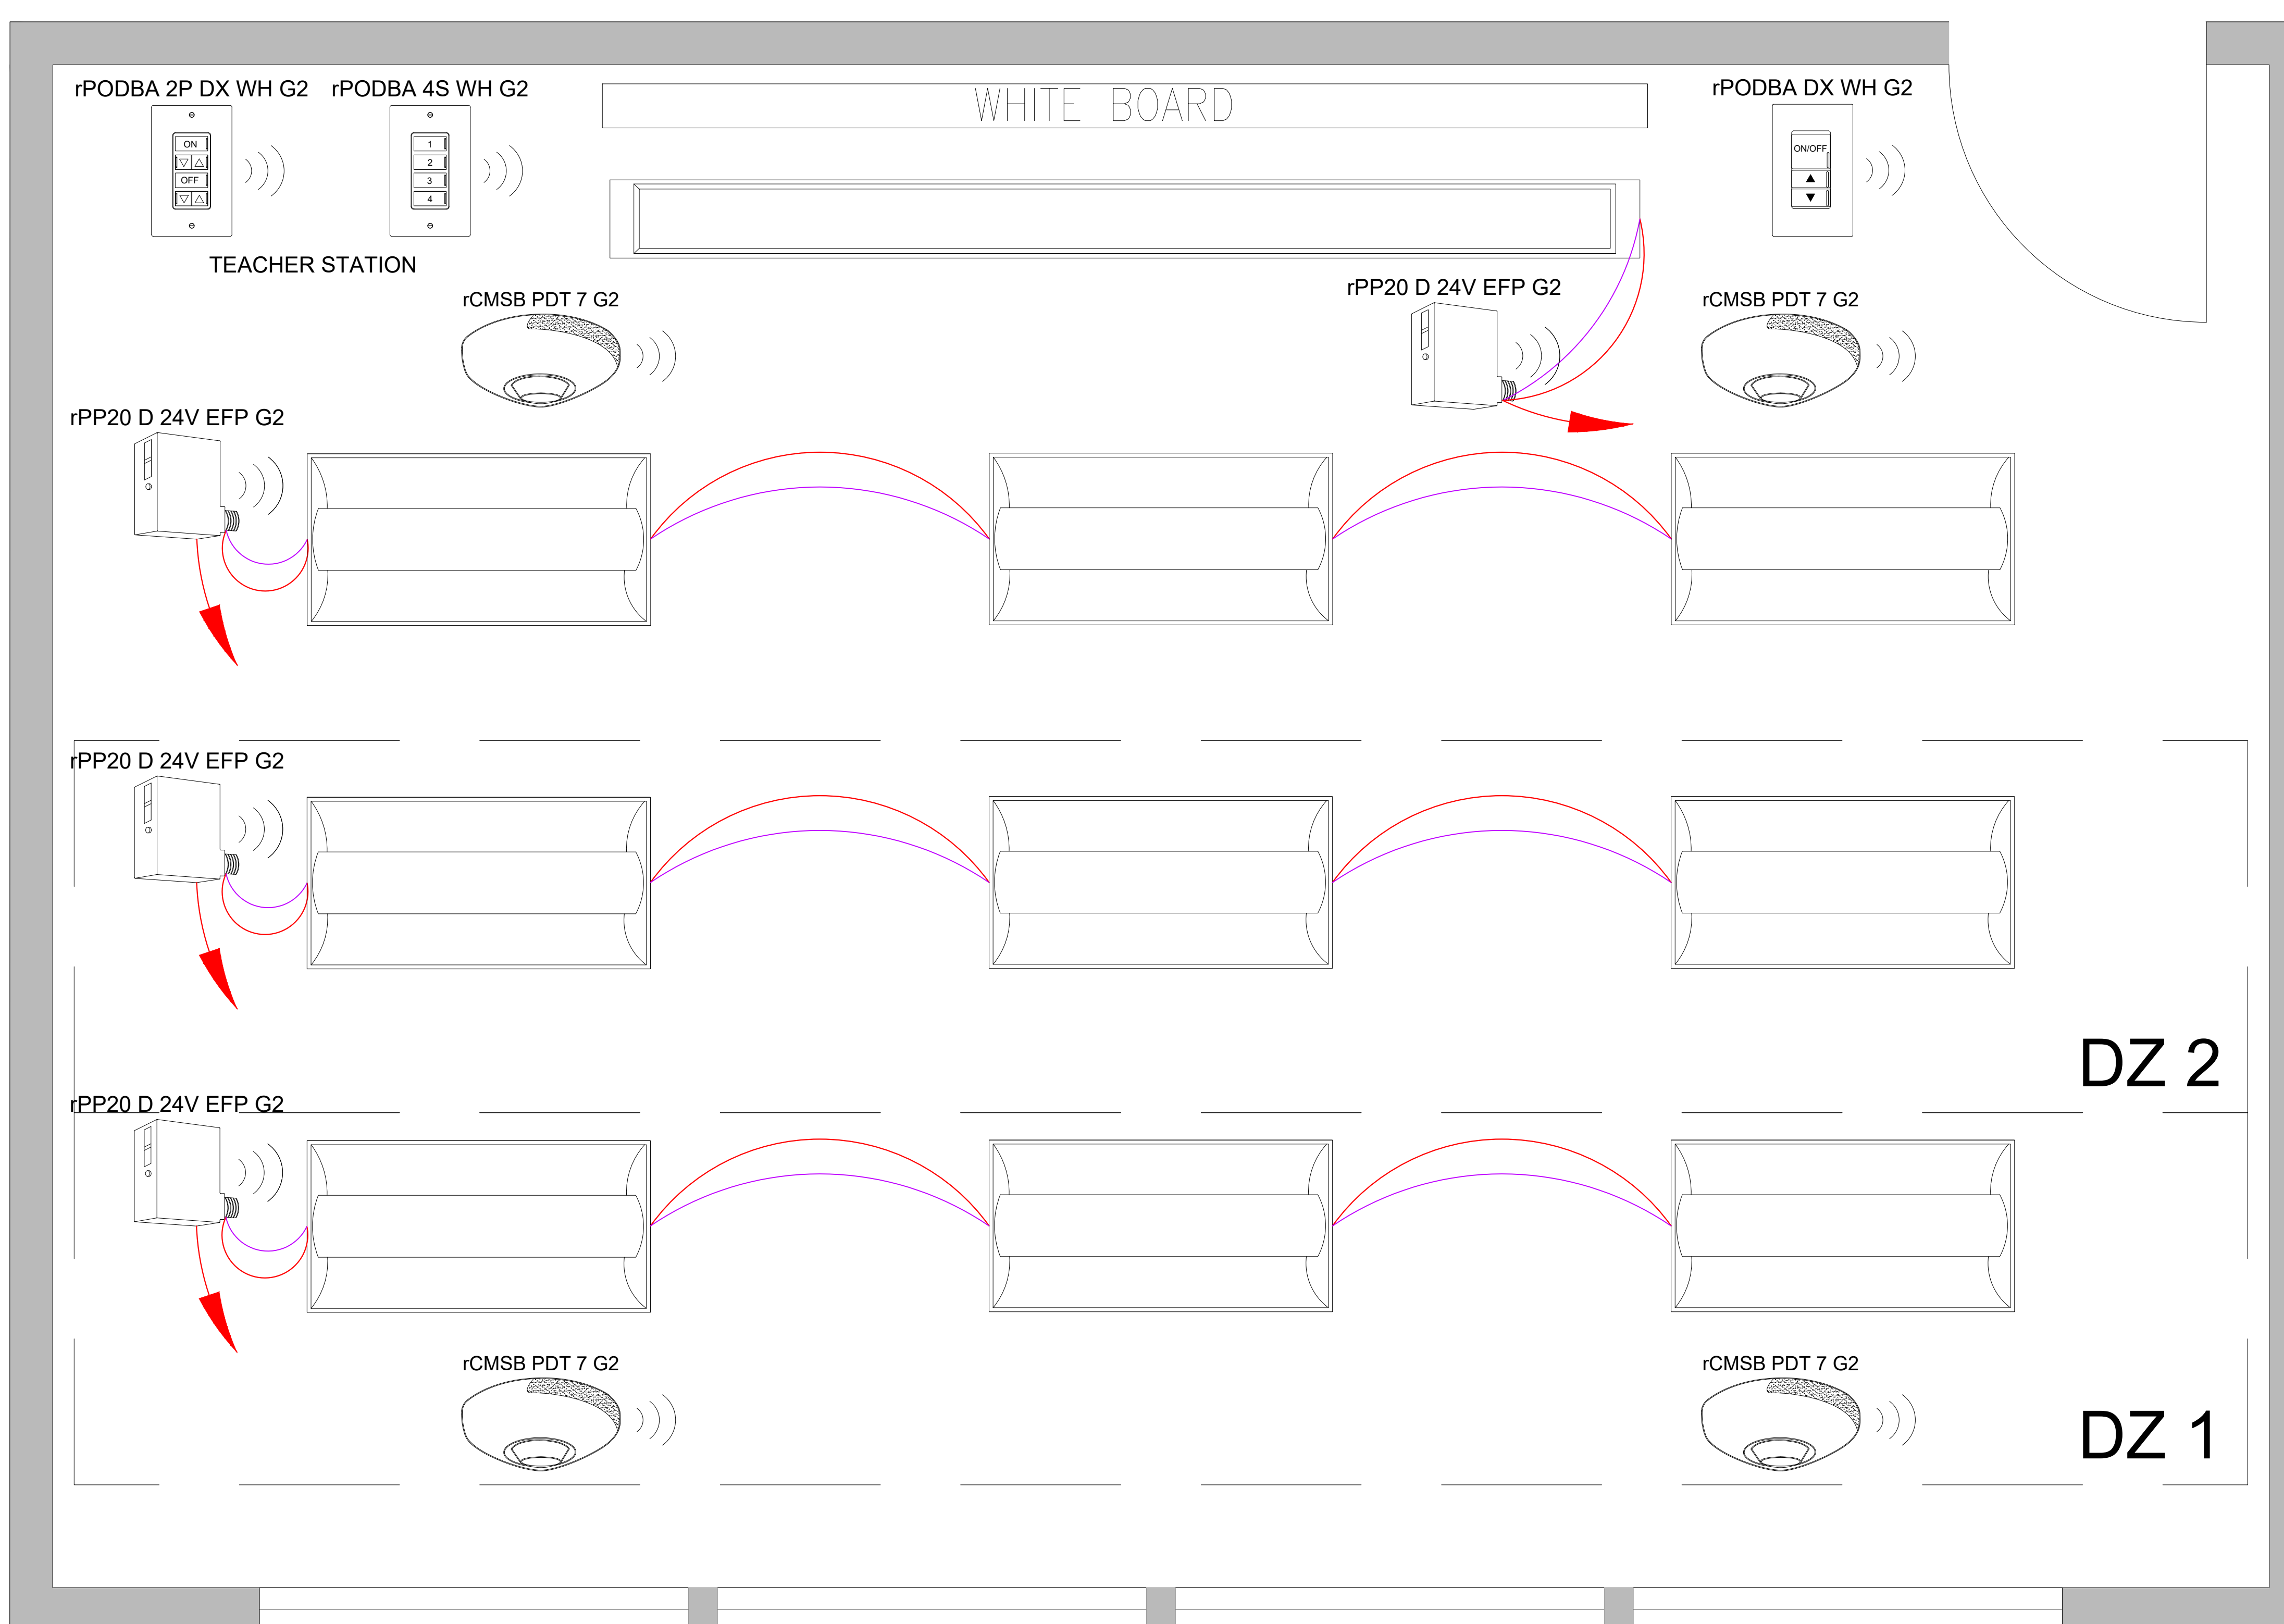 rPODBA 2P DX WH G2
rPODBA 4S WH G2
WHITE BOARD
rPODBA DX WH G2
ON
OFF
1
2
3
4
ON/OFF
TEACHER STATION
rCMSB PDT 7 G2
rPP20 D 24V EFP G2
rCMSB PDT 7 G2
rPP20 D 24V EFP G2
rPP20 D 24V EFP G2
DZ 2
rPP20 D 24V EFP G2
rCMSB PDT 7 G2
rCMSB PDT 7 G2
DZ 1